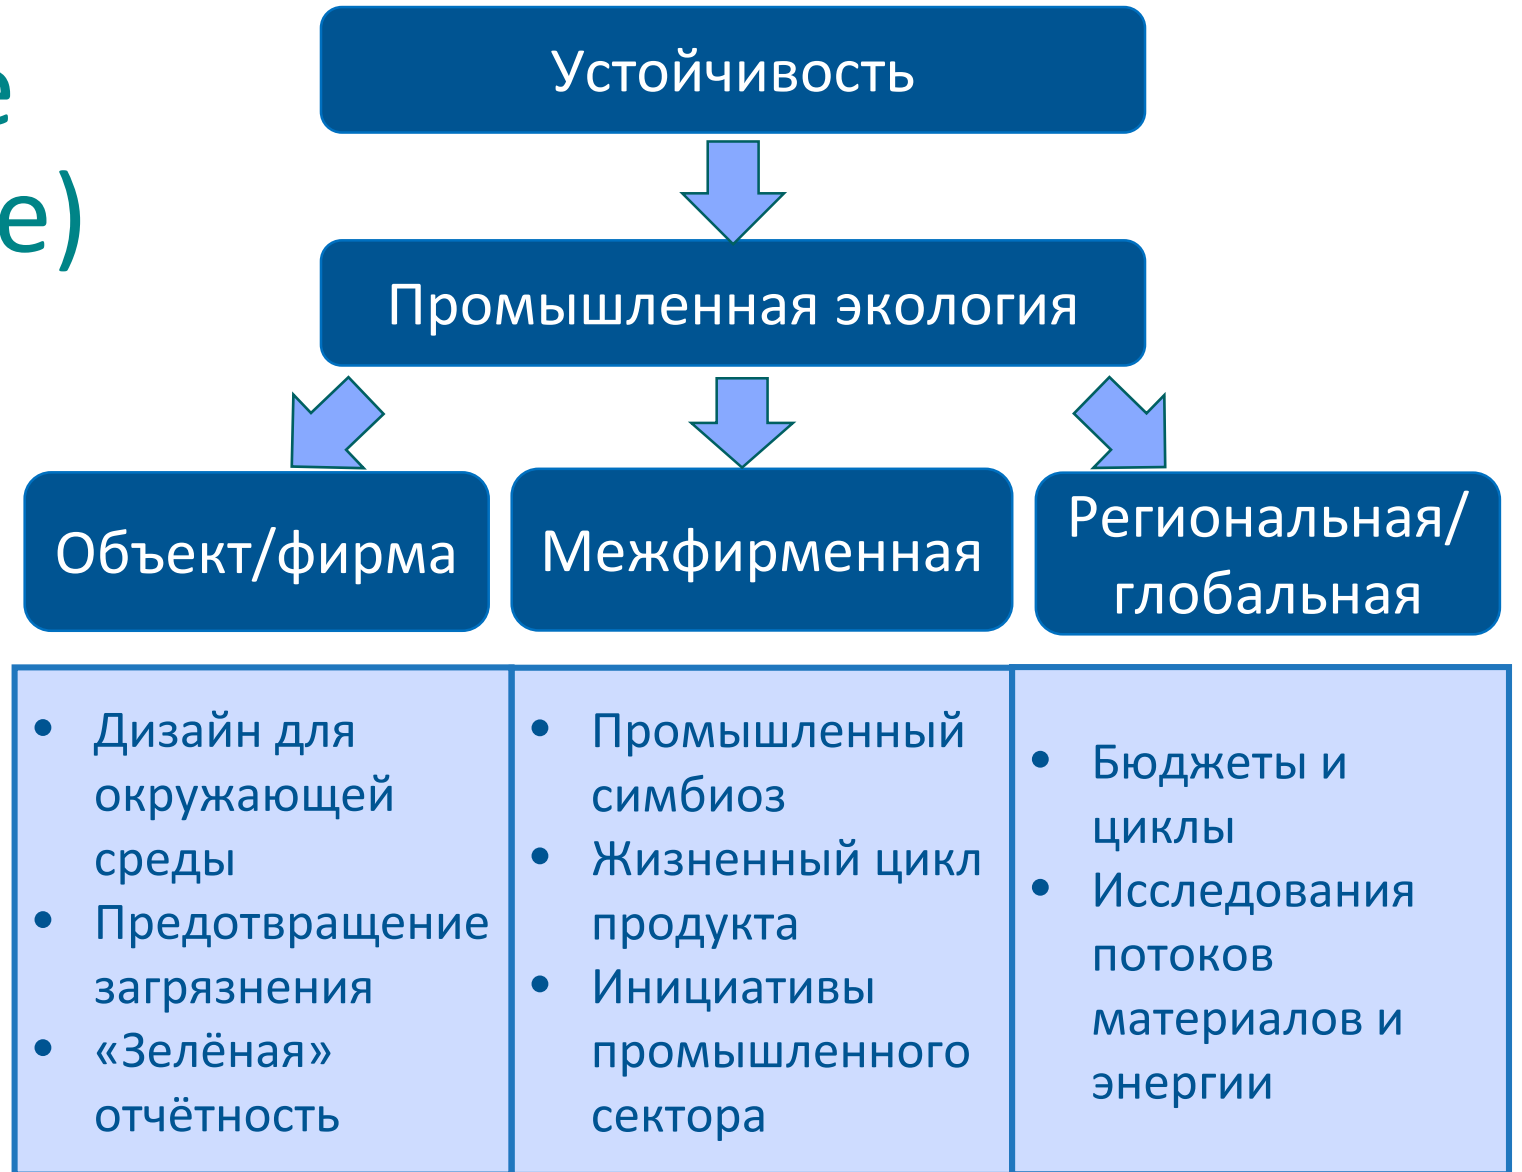 е
е)
Устойчивость
Промышленная экология
Объект/фирма
Межфирменная
Региональная/
глобальная
• Дизайн для
окружающей
среды
• Предотвращение
загрязнения
• «Зелёная»
отчётность
• Промышленный
симбиоз
• Жизненный цикл
продукта
• Инициативы
промышленного
сектора
• Бюджеты и
циклы
• Исследования
потоков
материалов и
энергии